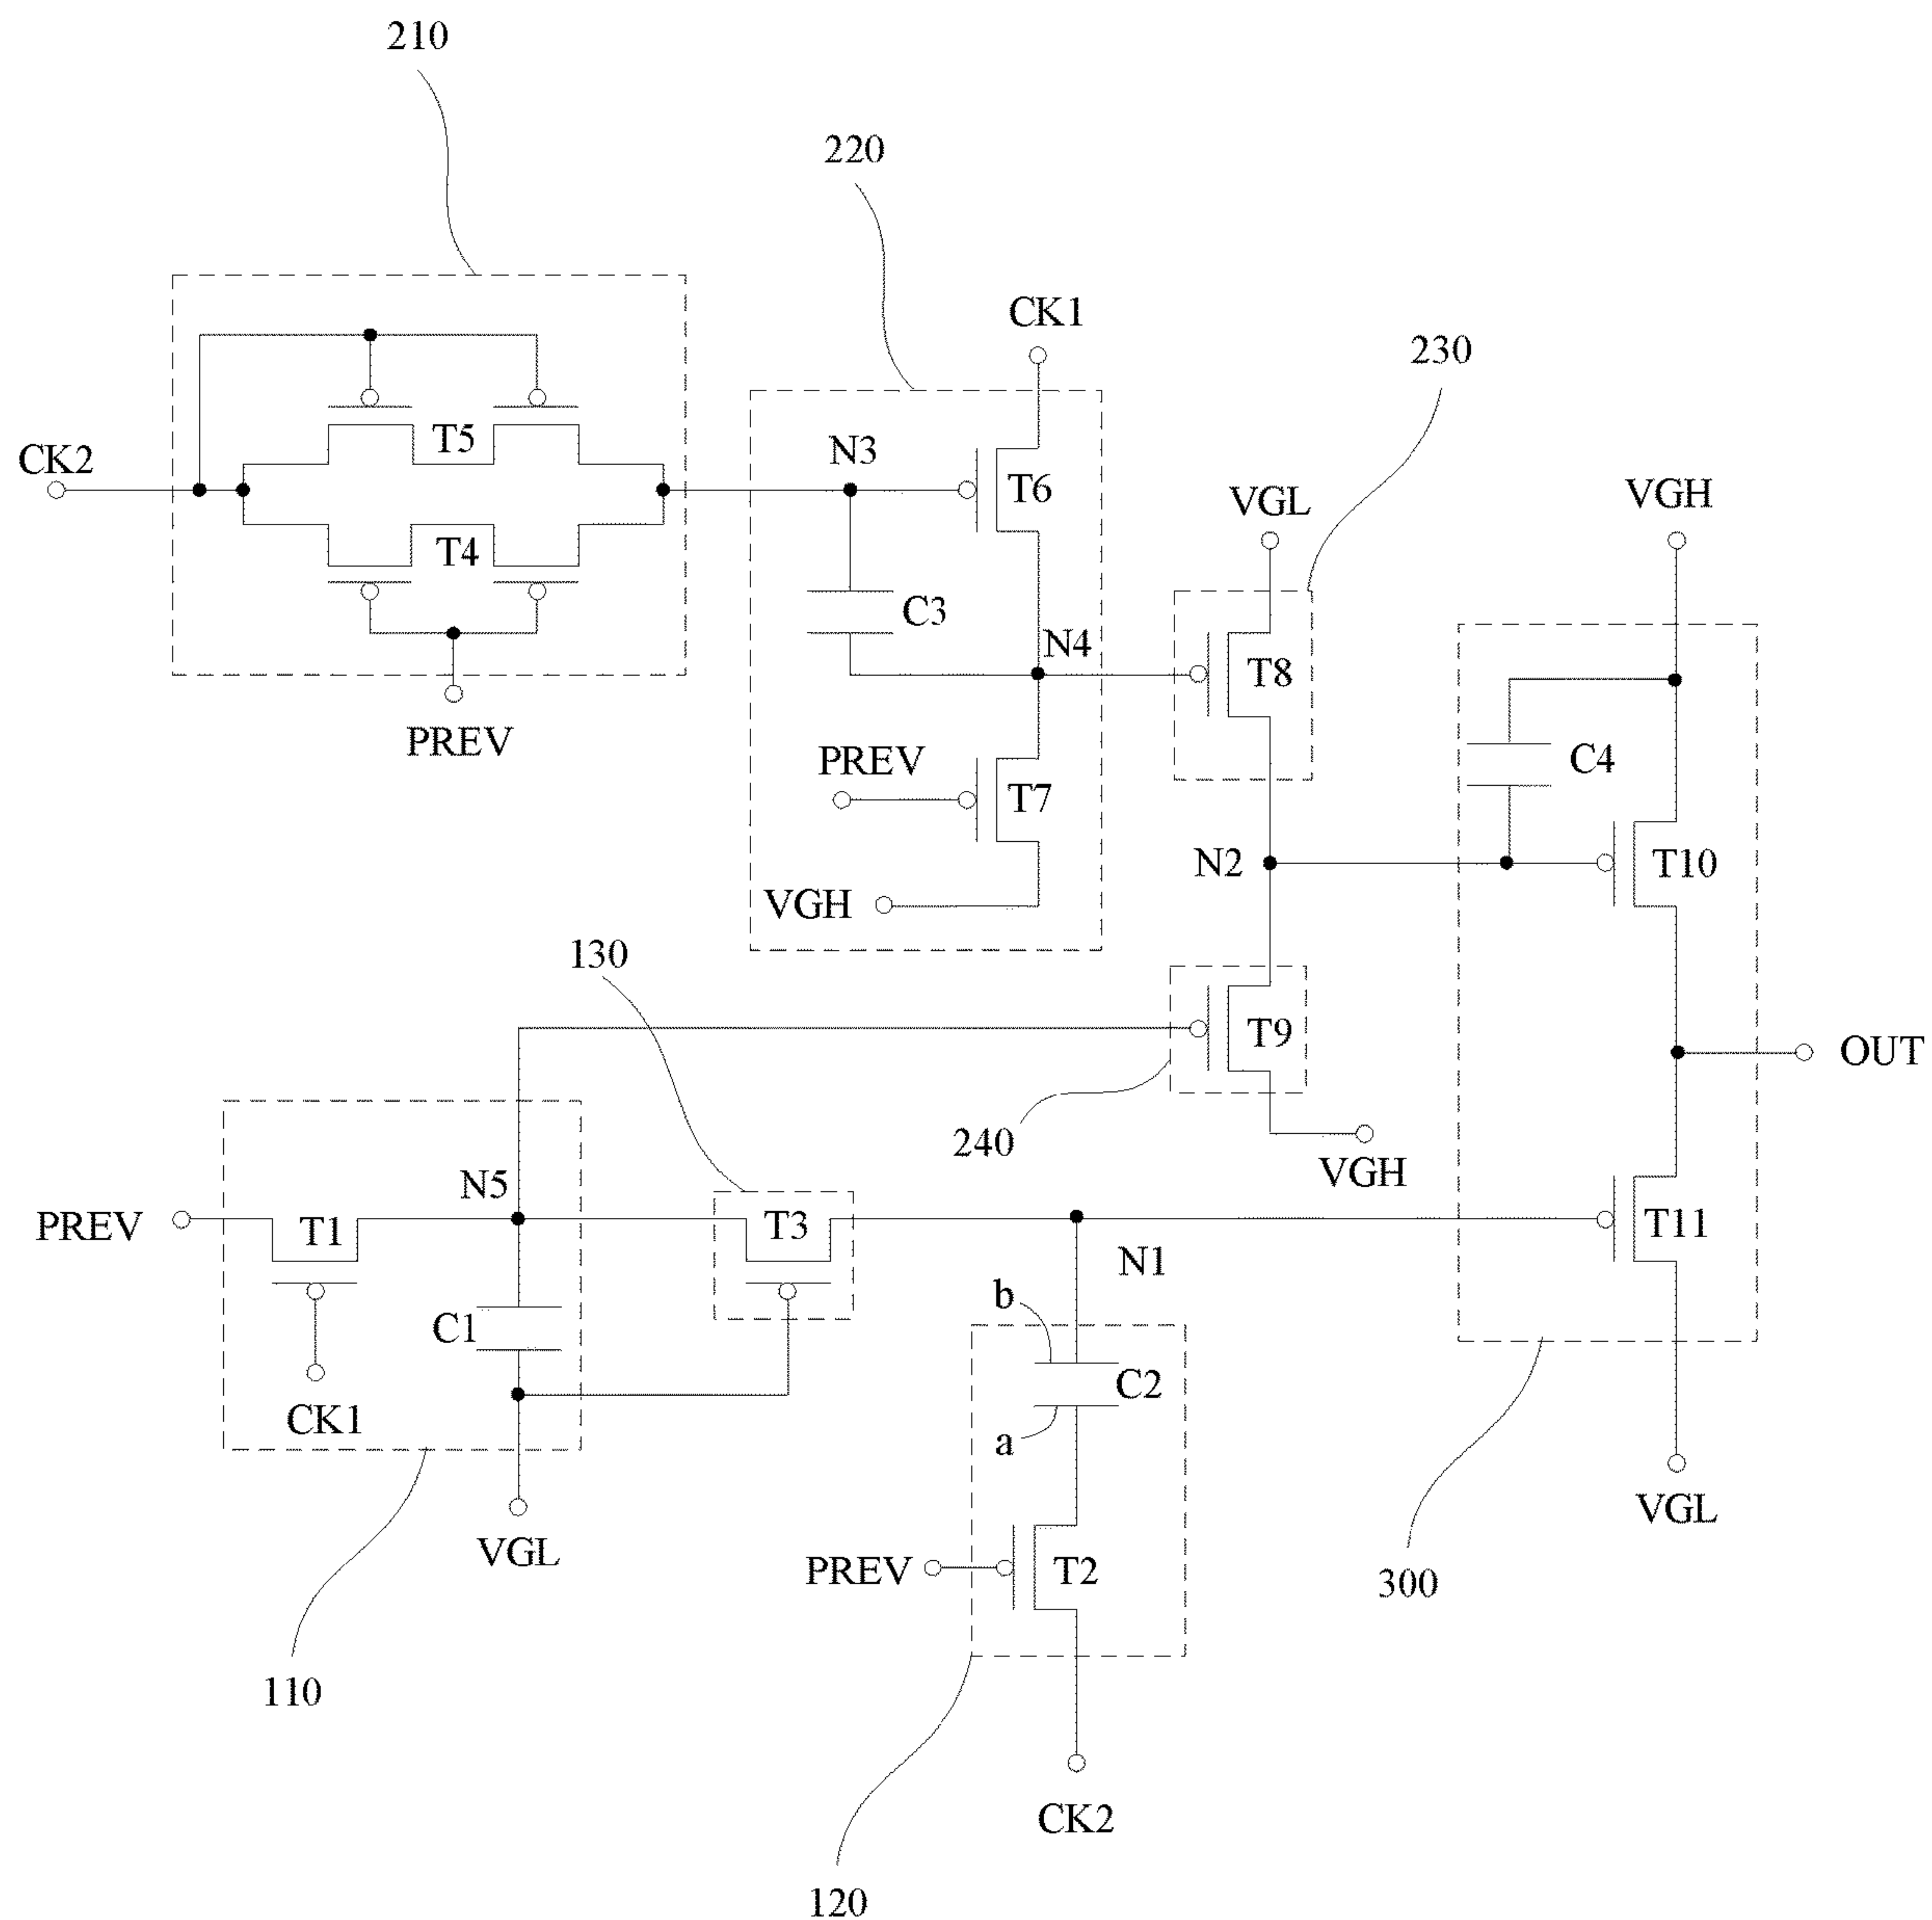 210
220
CK1
230
T5
N3
CK2
T6
VGL
VGH
T4
C3
N4
T8
PREV
PREV
C4
T7
N2
T10
VGH
130
T9
OUT
240
VGH
N5
PREV
T1
T3
T11
N1
b
C1
C2
CK1
a
VGL
VGL
PREV
T2
300
110
CK2
120